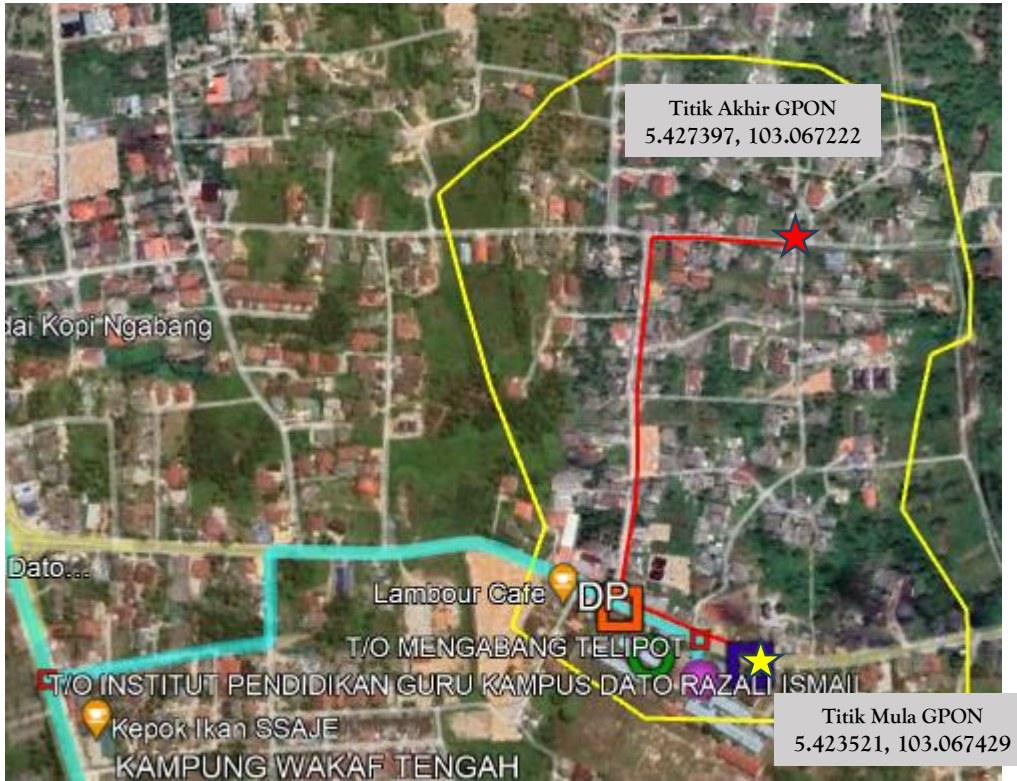 Titik Akhir GPON
5.427397, 103.067222
dai Kopi Ngabang
Dato...
Lambour Cafe
DP
T/O MENGABANG TELIPOT
T/O INSTITUT PENDIDIKAN GURU KAMPUS DATO RAZALI ISMAIL
Kepok Ikan SSAJE
KAMPUNG WAKAF TENGAH
Titik Mula GPON
5.423521, 103.067429